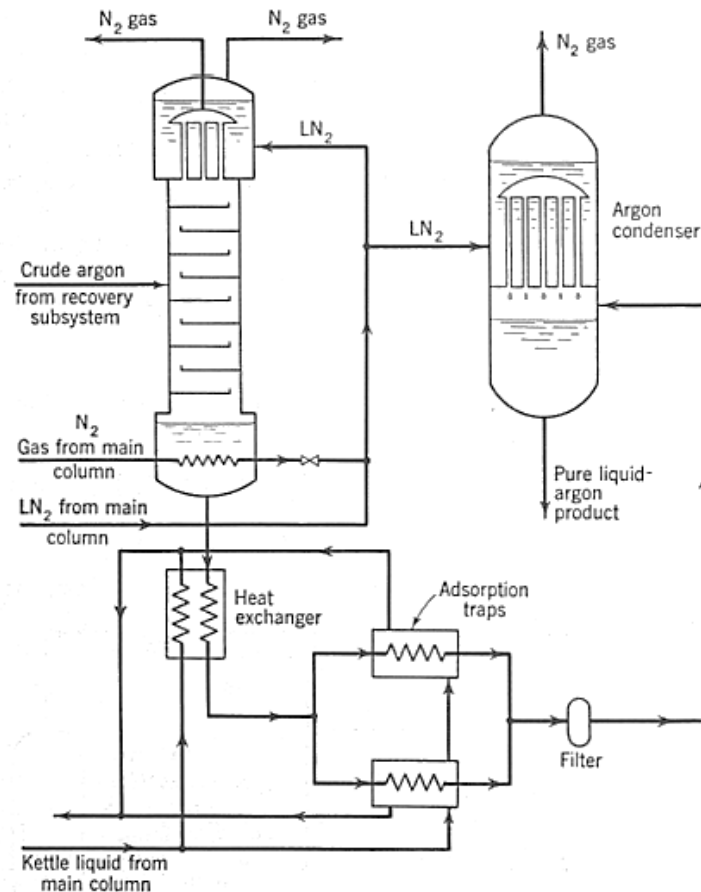 N₂ gas
N₂ gas
N₂ gas
LN₂
LN₂
Argon
condenser
Crude argon
from recovery
subsystem
N₂
Gas from main
column
LN₂ from main
column
Pure liquid-
argon
product
Heat
exchanger
Adsorption
traps
Filter
Kettle liquid from
main column